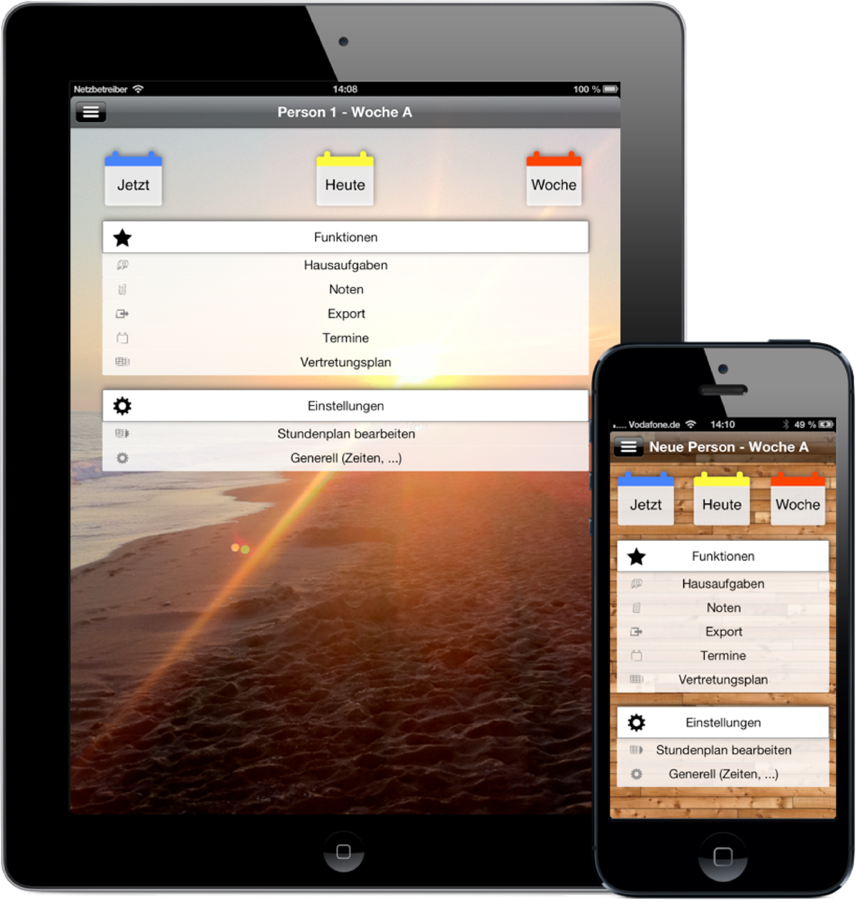 Netzbetreiber 14:08 100 %
Person 1 - Woche A
Jetzt Heute Woche
Funktionen
Hausaufgaben
Noten
Export
Termine
Vertretungsplan
Einstellungen
Stundenplan bearbeiten
Generell (Zeiten, ...)
Vodafone.de 14:10 49 %
Neue Person - Woche A
Jetzt Heute Woche
Funktionen
Hausaufgaben
Noten
Export
Termine
Vertretungsplan
Einstellungen
Stundenplan bearbeiten
Generell (Zeiten, ...)